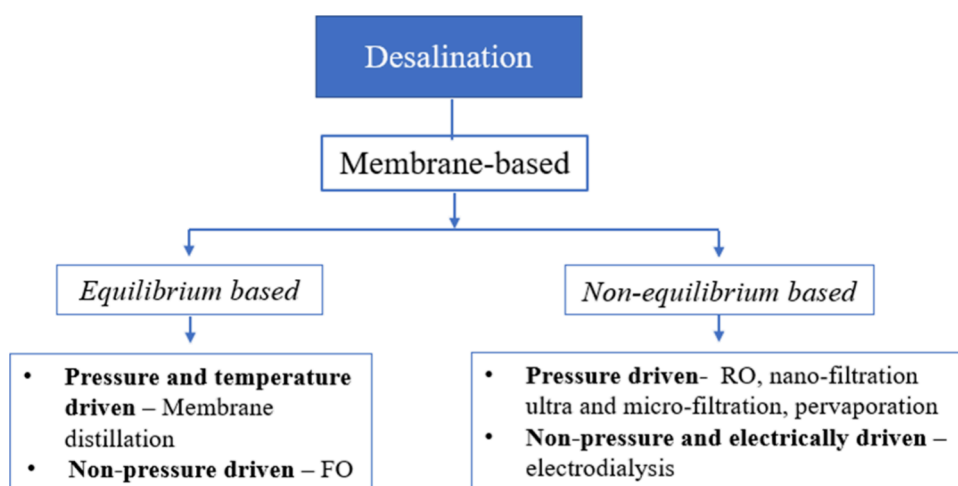 Desalination
Membrane-based
Equilibrium based
Non-equilibrium based
• Pressure and temperature
driven – Membrane
distillation
• Non-pressure driven – FO
• Pressure driven- RO, nano-filtration
ultra and micro-filtration, pervaporation
• Non-pressure and electrically driven –
electrodialysis